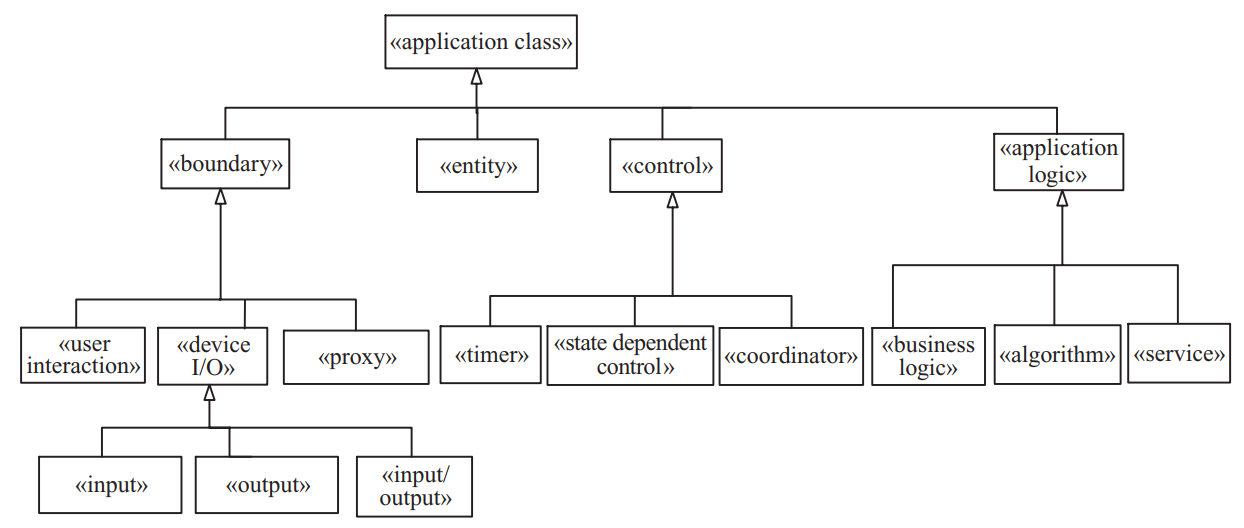 «application class»
«boundary»
«entity»
«control»
«application
logic»
«user
interaction»
«device
I/O»
«proxy»
«timer»
«state dependent
control»
«coordinator»
«business
logic»
«algorithm»
«service»
«input»
«output»
«input/
output»